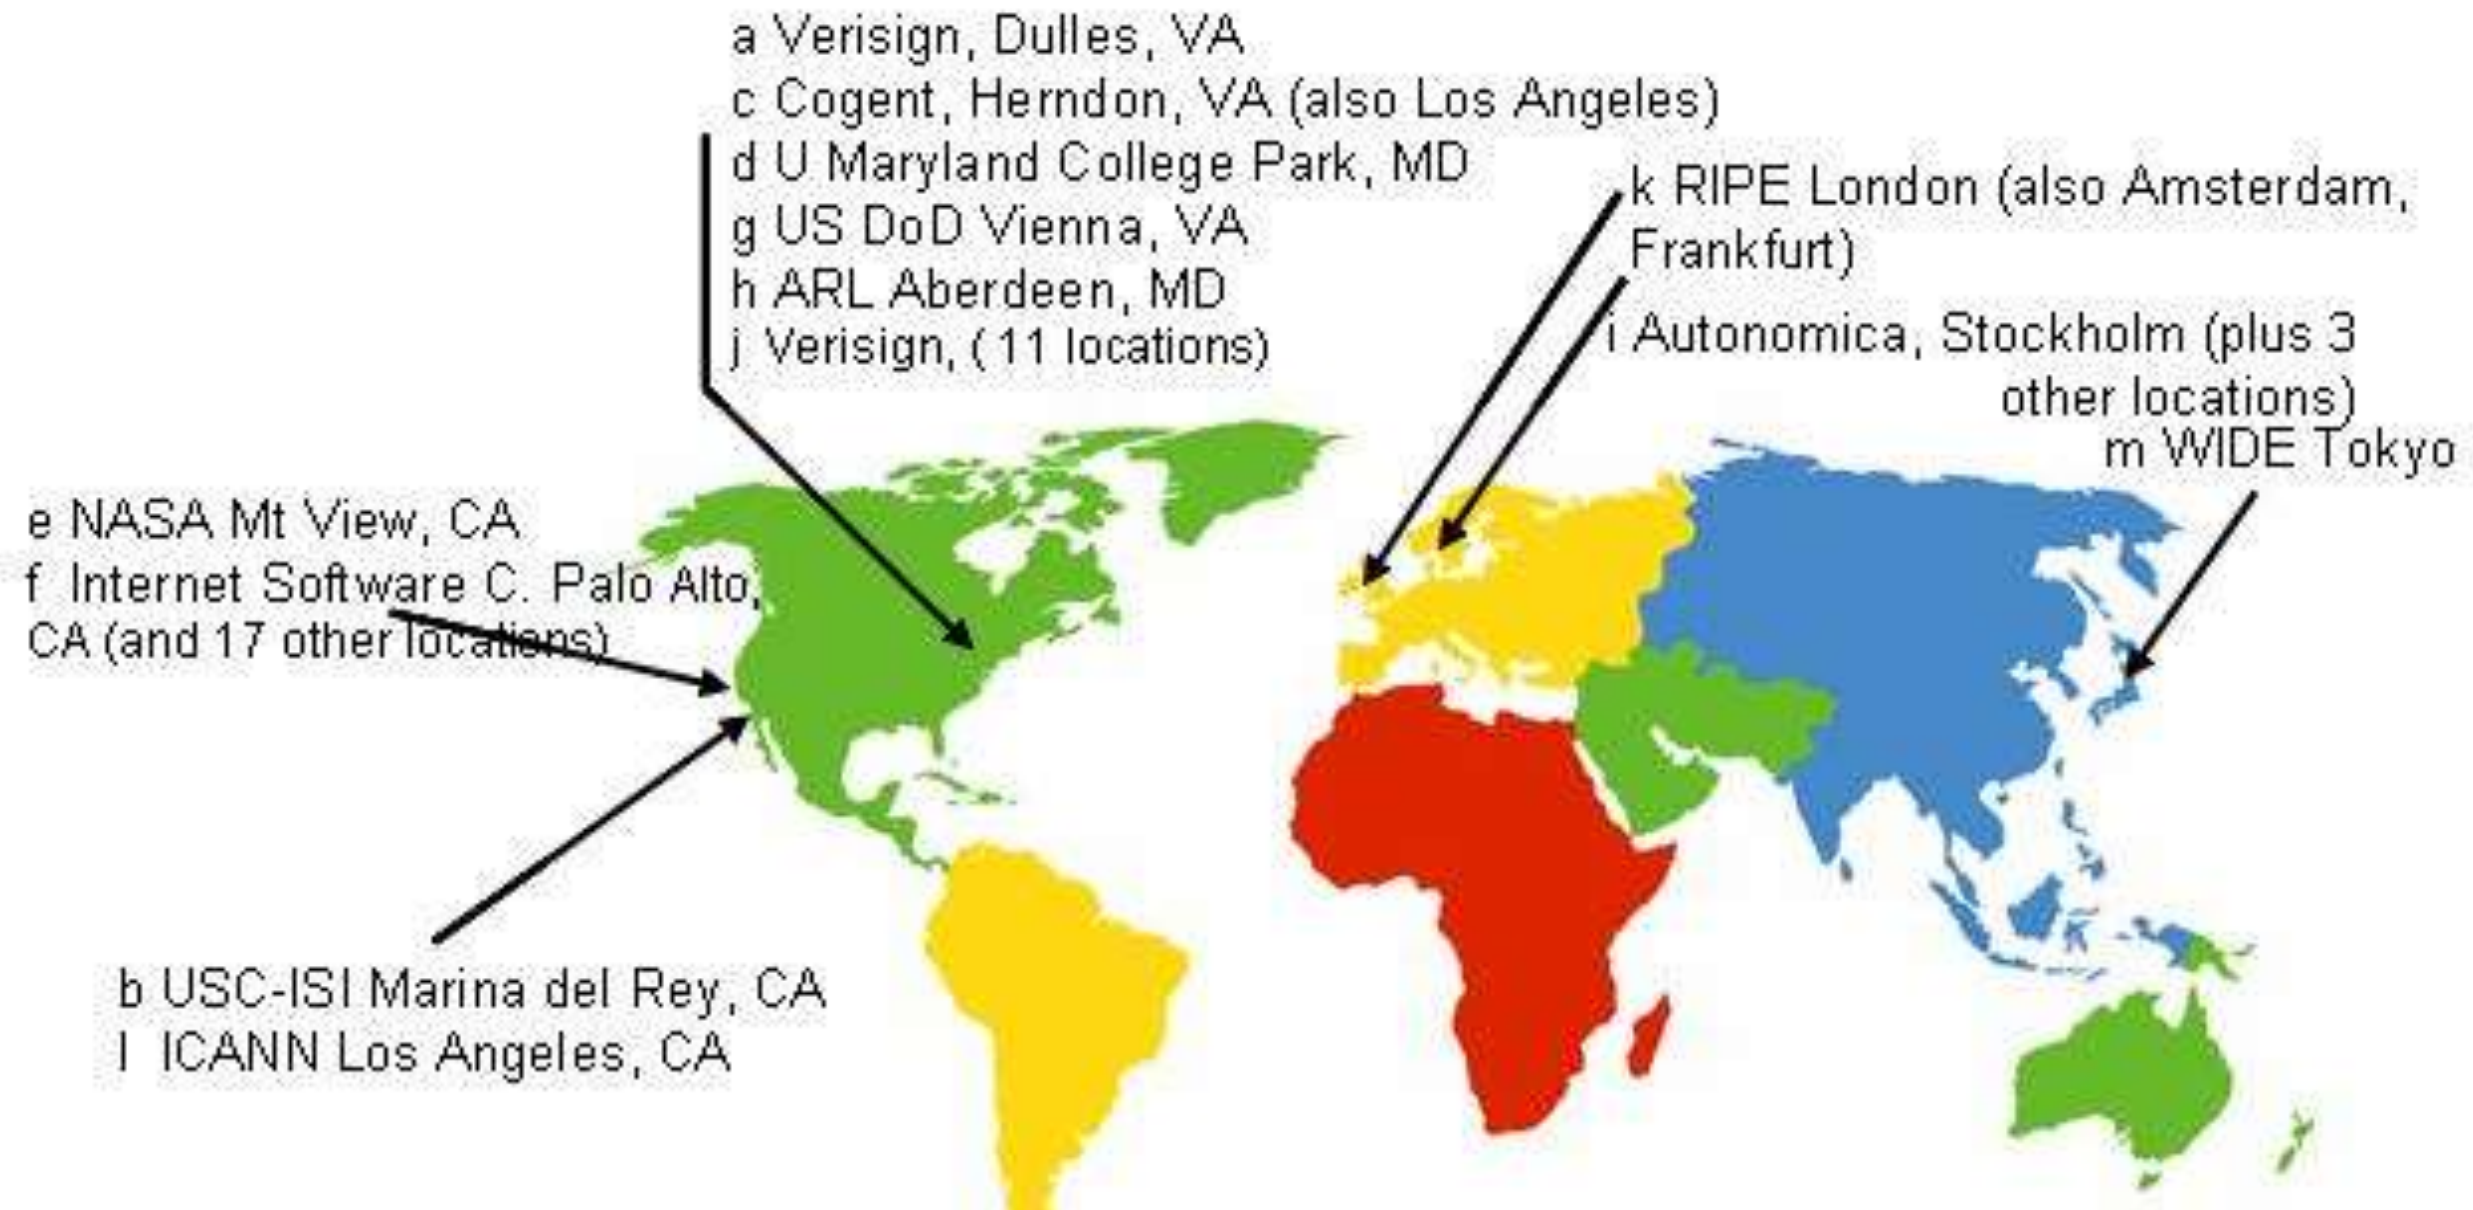 a Verisign, Dulles, VA
c Cogent, Herndon, VA (also Los Angeles)
d U Maryland College Park, MD
g US DoD Vienna, VA
h ARL Aberdeen, MD
j Verisign, ( 11 locations)
k RIPE London (also Amsterdam,
Frankfurt)
i Autonomica, Stockholm (plus 3
other locations)
m WIDE Tokyo
e NASA Mt View, CA
f Internet Software C. Palo Alto,
CA (and 17 other locations)
b USC-ISI Marina del Rey, CA
l ICANN Los Angeles, CA